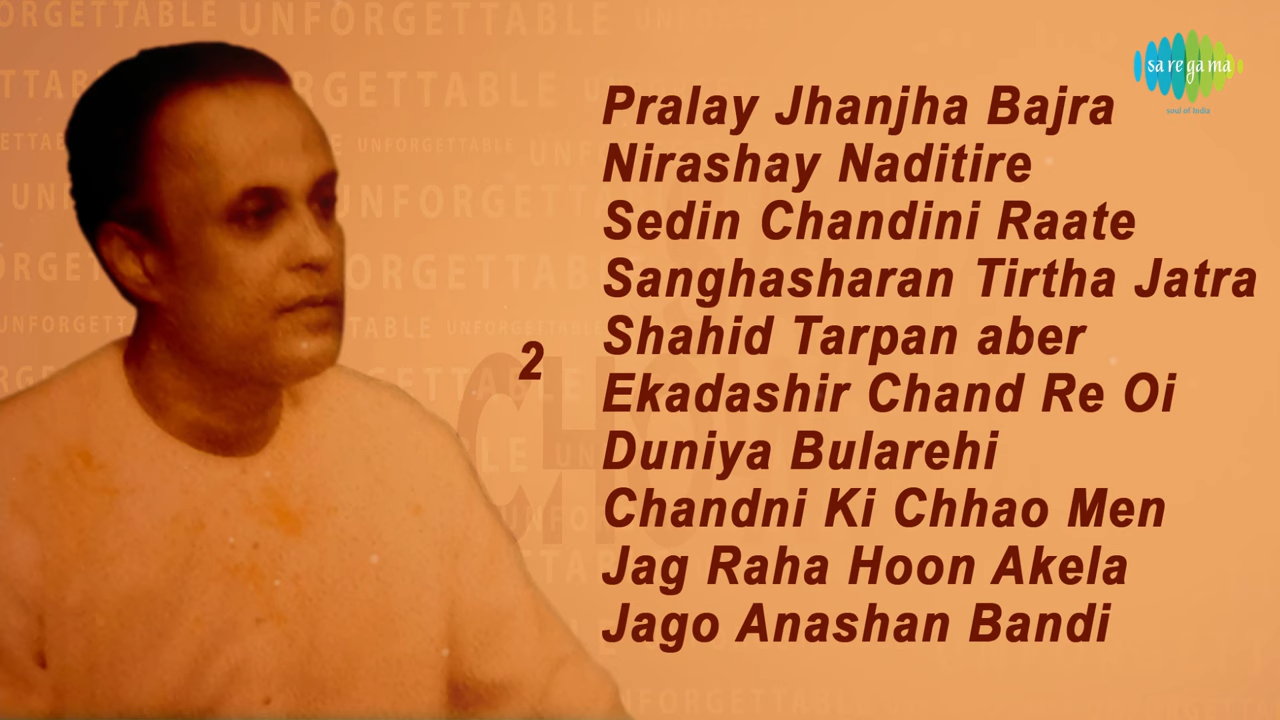 UNFORGETTABLE
sa re ga ma
soul of India
Pralay Jhanjha Bajra
Nirashay Naditire
Sedin Chandini Raate
Sanghasharan Tirtha Jatra
Shahid Tarpan aber
2
Ekadashir Chand Re Oi
Duniya Bularehi
Chandni Ki Chhao Men
Jag Raha Hoon Akela
Jago Anashan Bandi